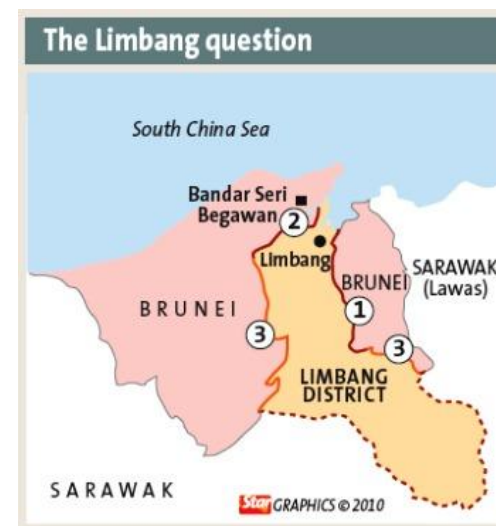 The Limbang question
South China Sea
Bandar Seri
Begawan
2
Limbang
BRUNEI
SARAWAK
(Lawas)
BRUNEI
1
3
3
LIMBANG
DISTRICT
SARAWAK
Star GRAPHICS © 2010